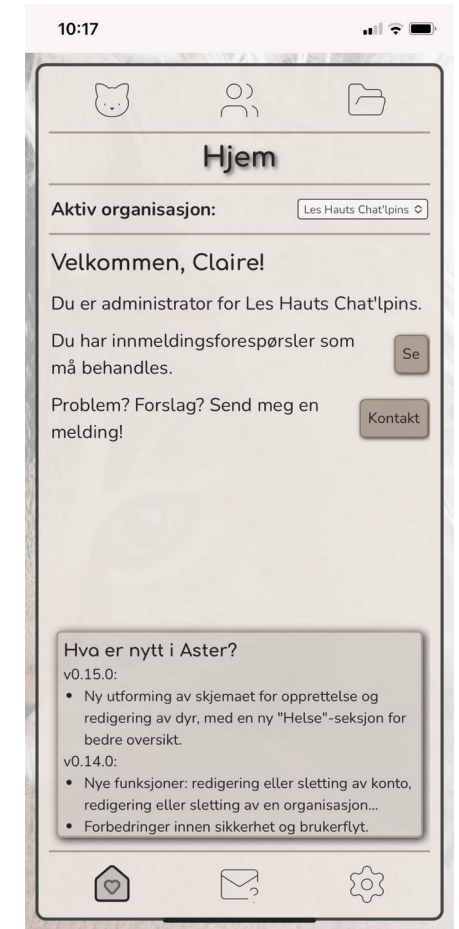 10:17
Hjem
Aktiv organisasjon:
Les Hauts Chat'lpins
Velkommen, Claire!
Du er administrator for Les Hauts Chat'lpins.
Du har innmeldingsforespørsler som
må behandles.
Se
Problem? Forslag? Send meg en
melding!
Kontakt
Hva er nytt i Aster?
v0.15.0:
• Ny utforming av skjemaet for opprettelse og
redigering av dyr, med en ny "Helse"-seksjon for
bedre oversikt.
v0.14.0:
• Nye funksjoner: redigering eller sletting av konto,
redigering eller sletting av en organisasjon...
• Forbedringer innen sikkerhet og brukerflyt.